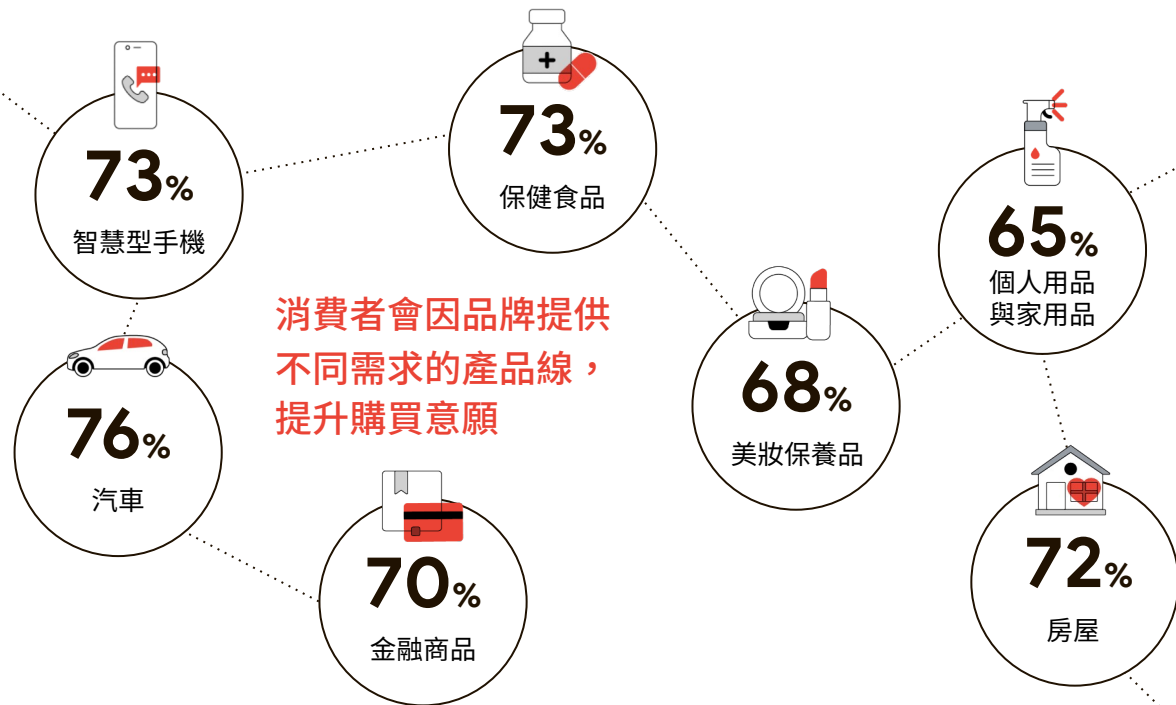 73%
智慧型手機
73%
保健食品
65%
個人用品
與家用品
消費者會因品牌提供
不同需求的產品線，
提升購買意願
76%
汽車
68%
美妝保養品
70%
金融商品
72%
房屋